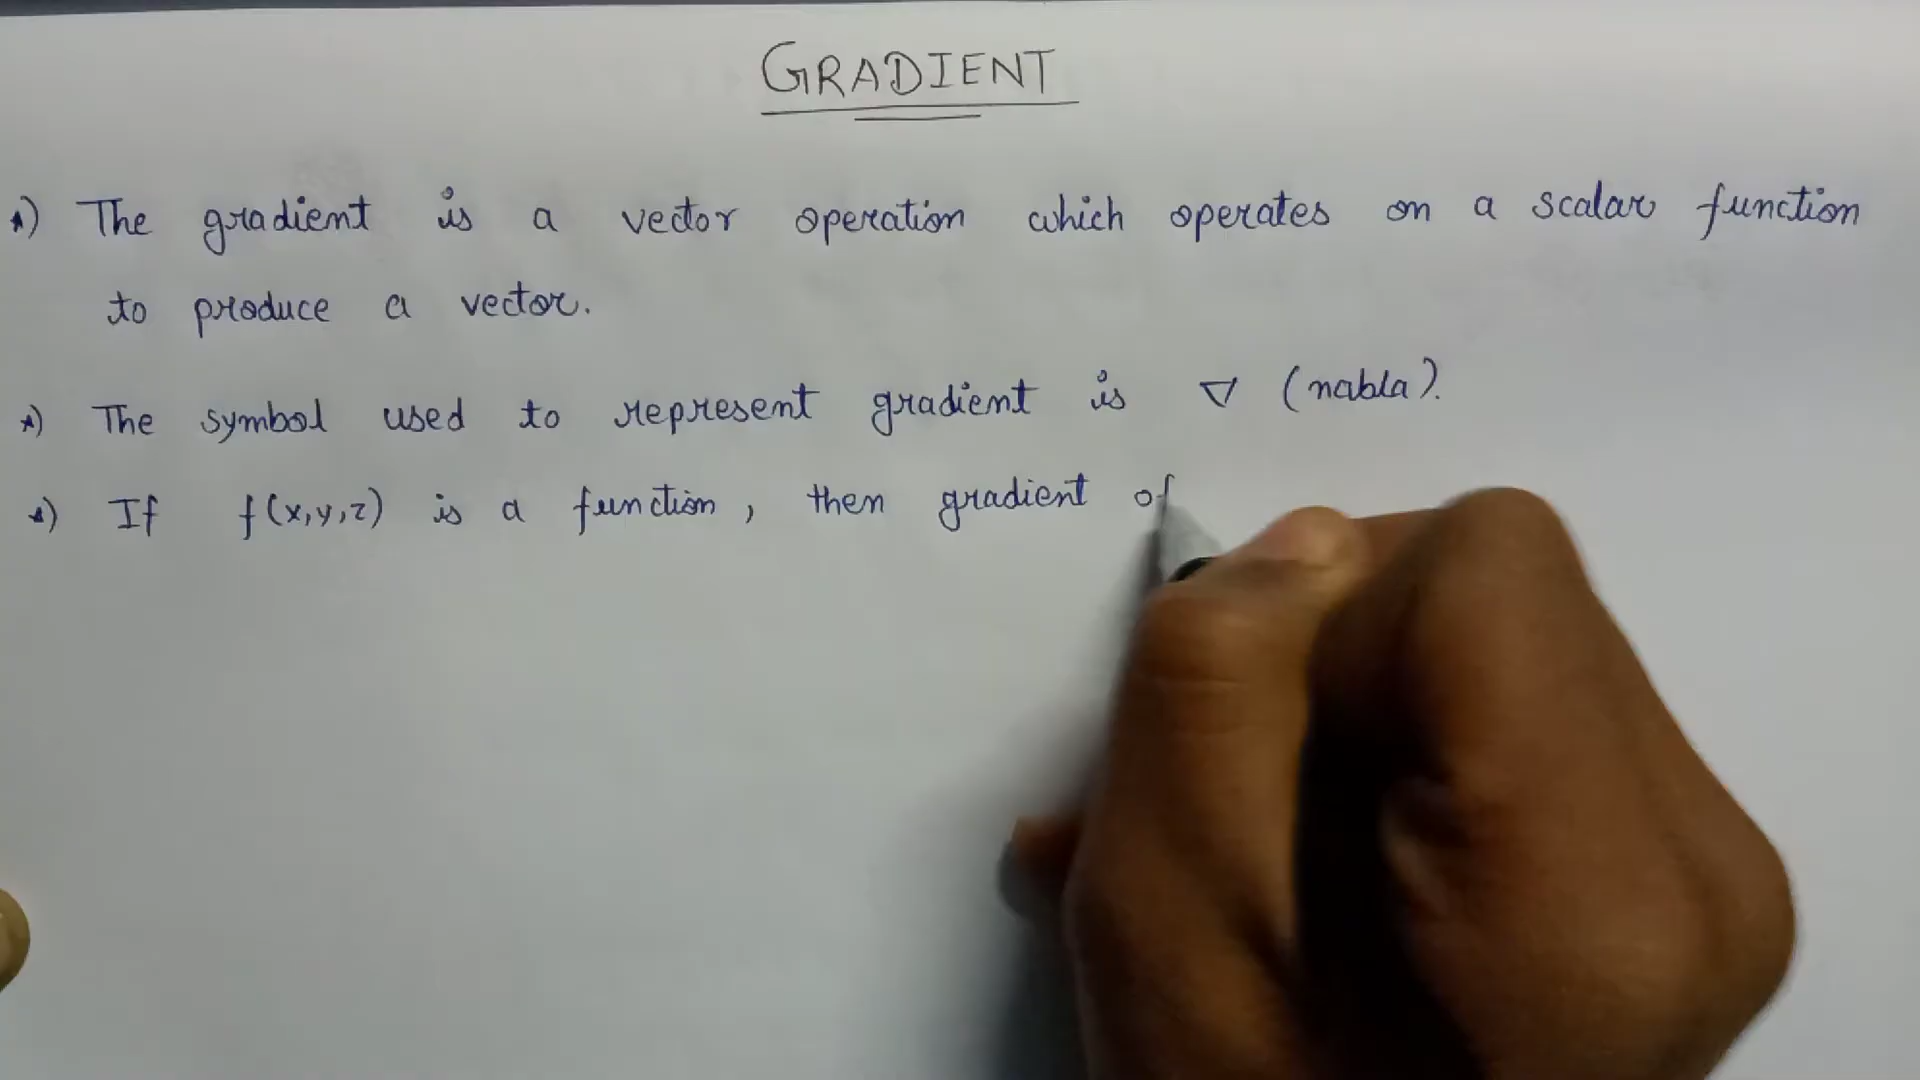 GRADIENT
*) The gradient is a vector operation which operates on a scalar function
to produce a vector.
*) The symbol used to represent gradient is ∇ (nabla).
*) If f(x,y,z) is a function, then gradient of